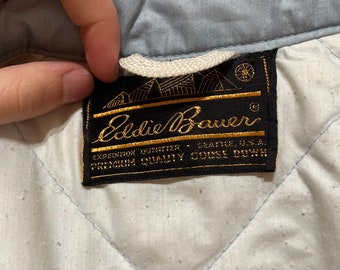 ©
Eddie Bauer
EXPEDITION OUTFITTER • SEATTLE, U.S.A.
PREMIUM QUALITY GOOSE DOWN